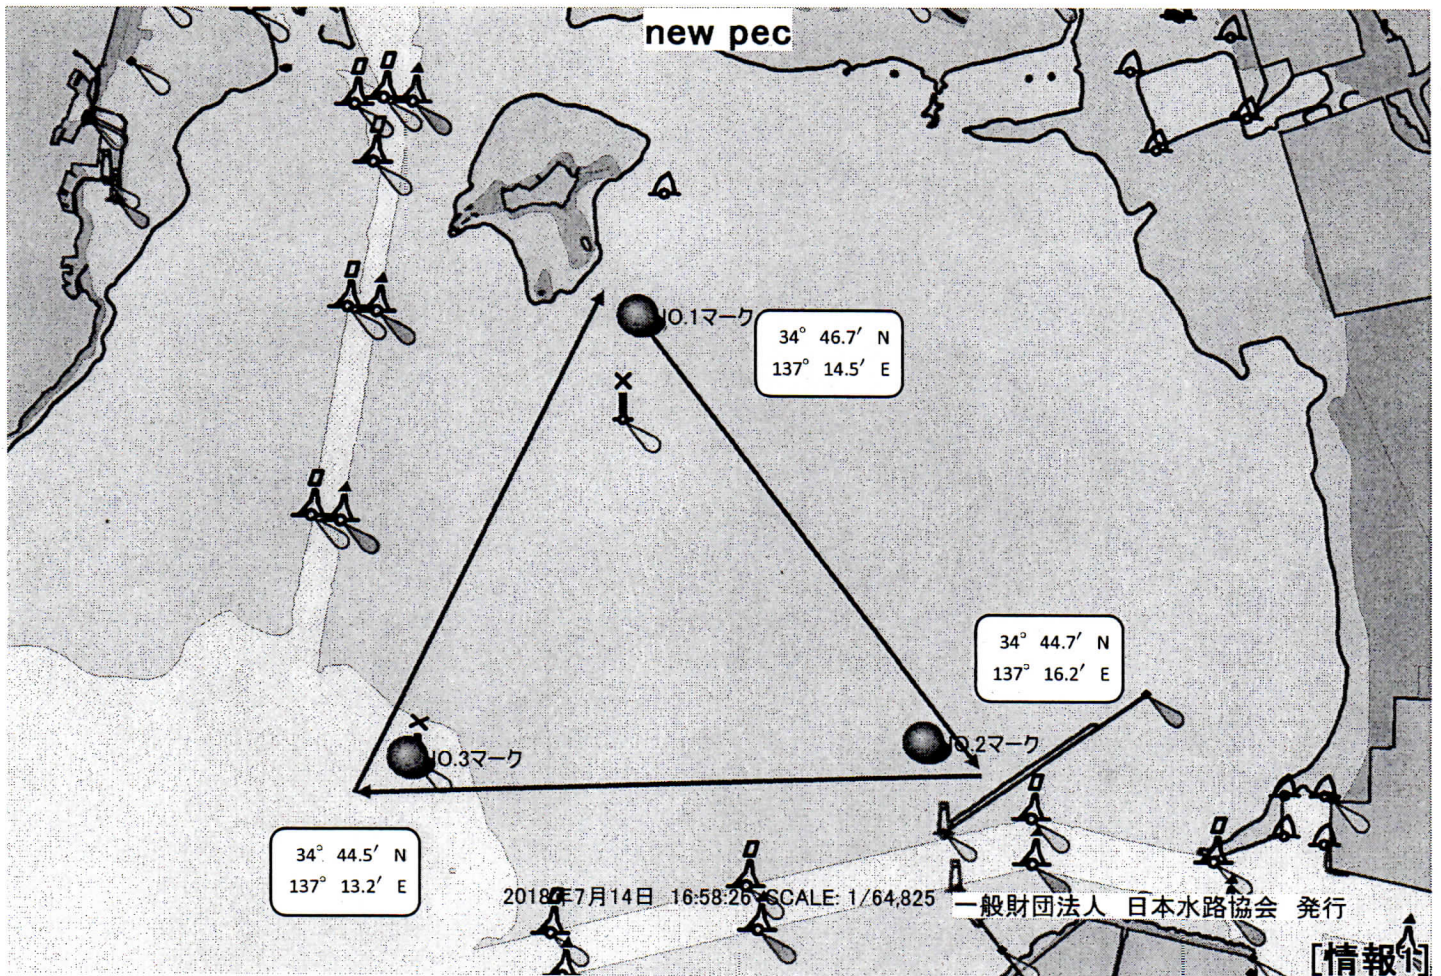 new pec
NO.1マーク
34° 46.7′ N
137° 14.5′ E
34° 44.7′ N
137° 16.2′ E
NO.2マーク
NO.3マーク
34° 44.5′ N
137° 13.2′ E
2018年7月14日 16:58:26 SCALE: 1/64,825
一般財団法人 日本水路協会 発行
[情報1]